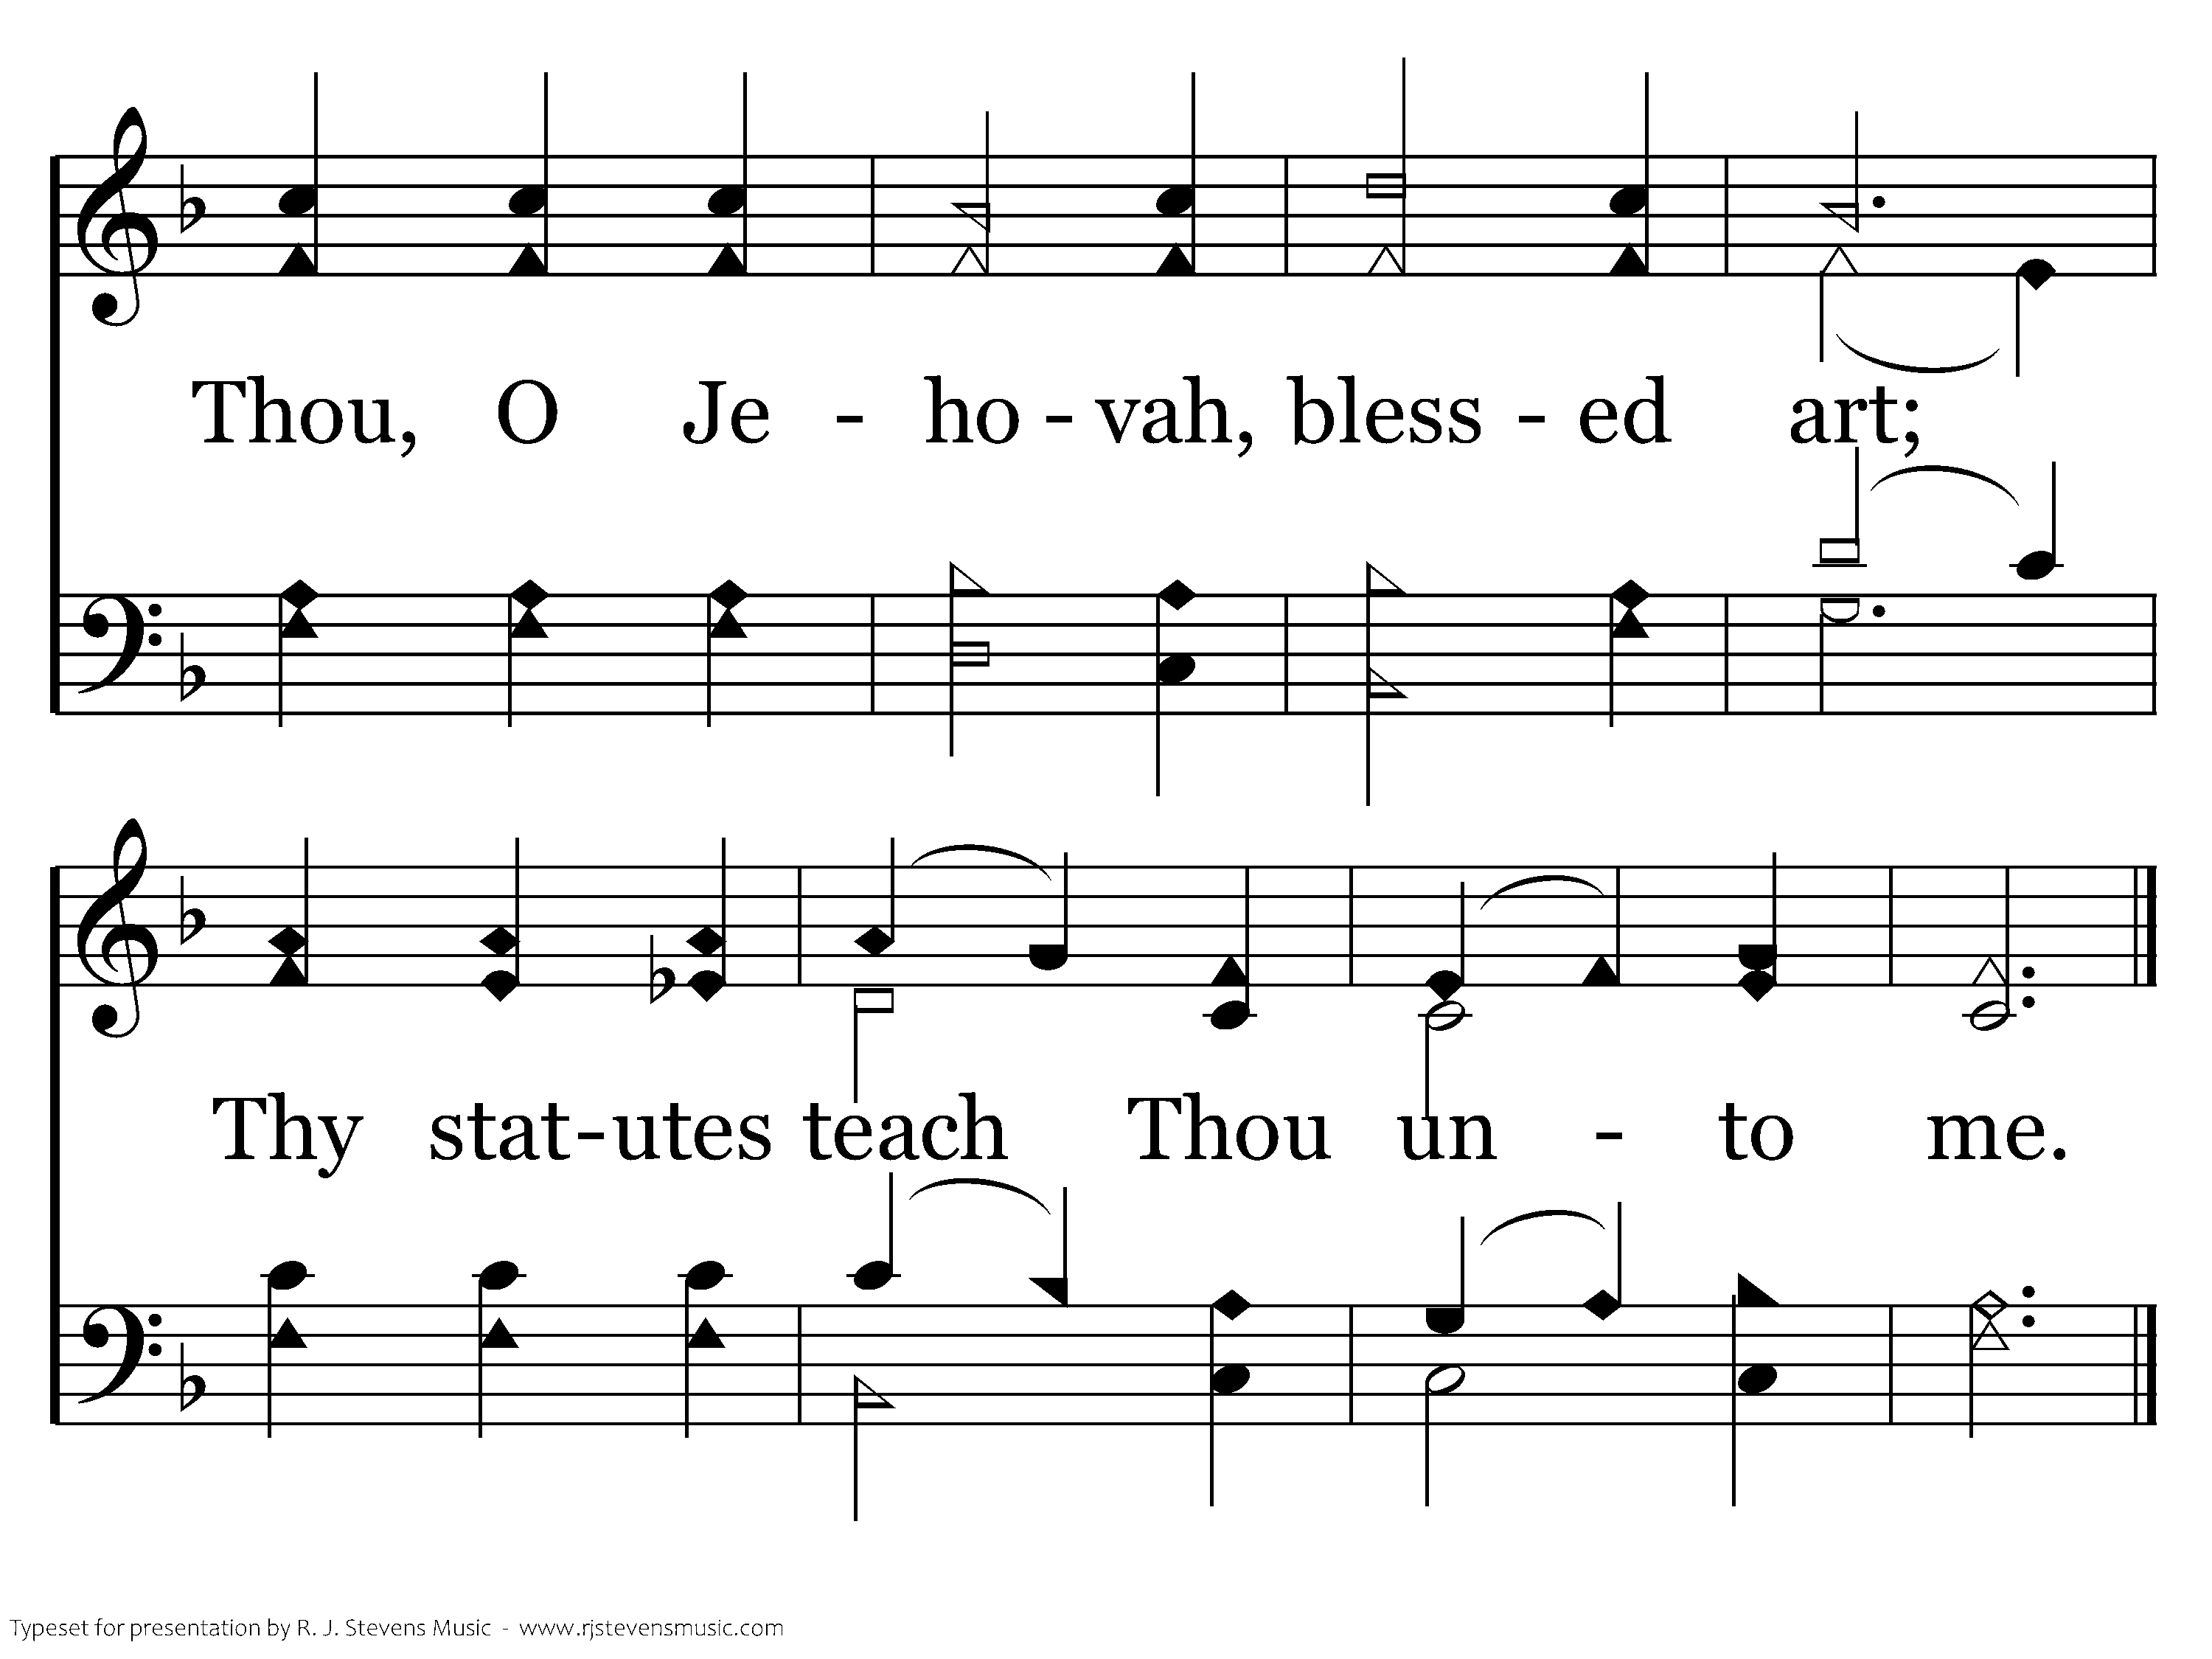 Thou, O Je - ho - vah, bless - ed art;
Thy stat-utes teach Thou un - to me.
Typeset for presentation by R. J. Stevens Music - www.rjstevensmusic.com